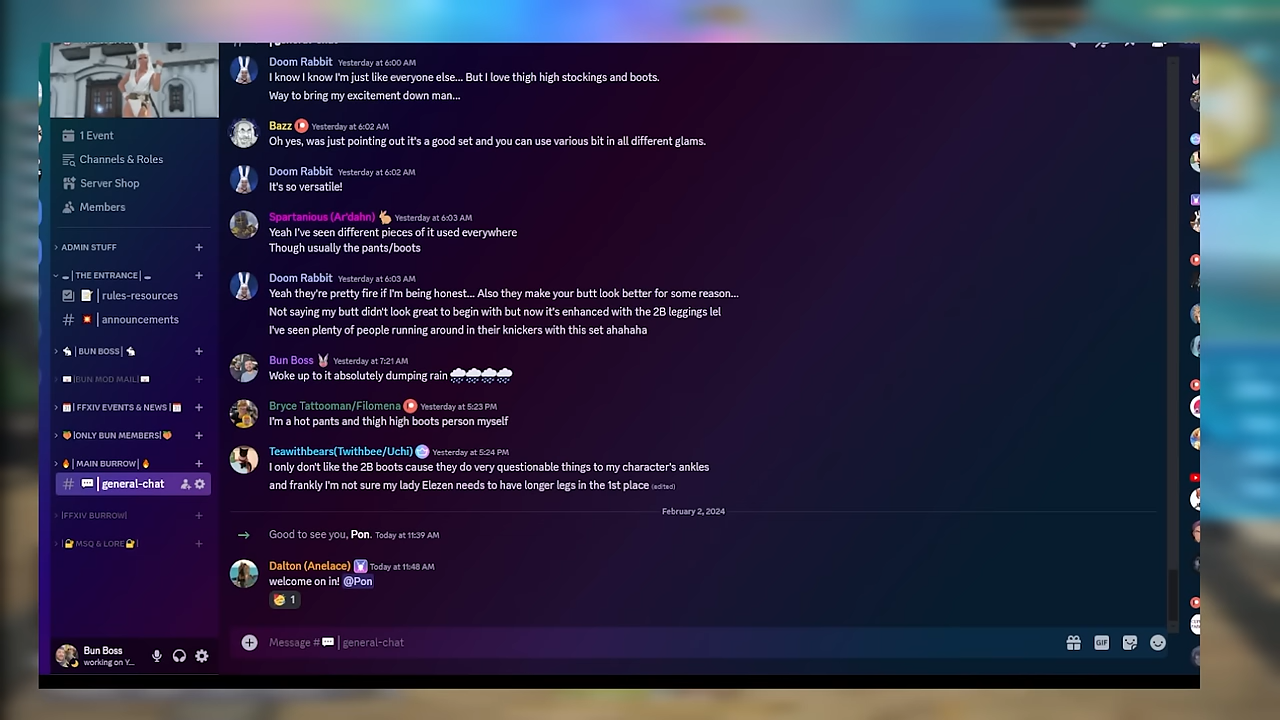 1 Event
Channels & Roles
Server Shop
Members
ADMIN STUFF
| THE ENTRANCE |
| rules-resources
# | announcements
| BUN BOSS |
|BUN MOD MAIL|
| FFXIV EVENTS & NEWS |
|ONLY BUN MEMBERS|
| MAIN BURROW |
# 💬 | general-chat
|FFXIV BURROW|
|🔐 MSQ & LORE🔐|
Bun Boss
working on Y...
Doom Rabbit Yesterday at 6:00 AM
I know I know I'm just like everyone else... But I love thigh high stockings and boots.
Way to bring my excitement down man...
Bazz Yesterday at 6:02 AM
Oh yes, was just pointing out it's a good set and you can use various bit in all different glams.
Doom Rabbit Yesterday at 6:02 AM
It's so versatile!
Spartanious (Ar'dahn) Yesterday at 6:03 AM
Yeah I've seen different pieces of it used everywhere
Though usually the pants/boots
Doom Rabbit Yesterday at 6:03 AM
Yeah they're pretty fire if I'm being honest... Also they make your butt look better for some reason...
Not saying my butt didn't look great to begin with but now it's enhanced with the 2B leggings lel
I've seen plenty of people running around in their knickers with this set ahahaha
Bun Boss Yesterday at 7:21 AM
Woke up to it absolutely dumping rain 🌧🌧🌧🌧
Bryce Tattooman/Filomena Yesterday at 5:23 PM
I'm a hot pants and thigh high boots person myself
Teawithbears(Twithbee/Uchi) Yesterday at 5:24 PM
I only don't like the 2B boots cause they do very questionable things to my character's ankles
and frankly I'm not sure my lady Elezen needs to have longer legs in the 1st place (edited)
February 2, 2024
Good to see you, Pon. Today at 11:39 AM
Dalton (Anelace) Today at 11:48 AM
welcome on in! @Pon
1
Message #💬 | general-chat
GIF